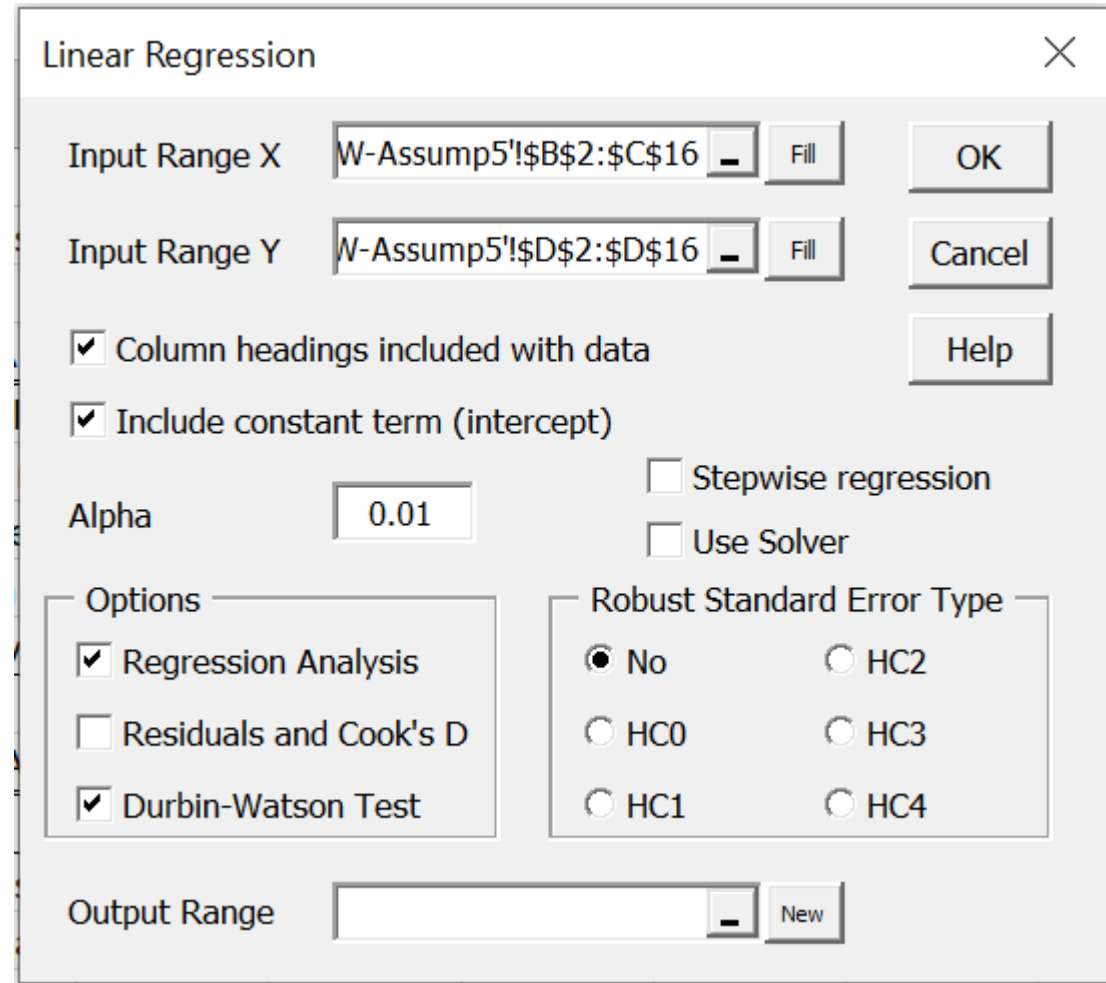 Linear Regression
Input Range X W-Assump5'!$B$2:$C$16 Fill OK
Input Range Y W-Assump5'!$D$2:$D$16 Fill Cancel
Column headings included with data Help
Include constant term (intercept)
Stepwise regression
Alpha 0.01
Use Solver
Options Robust Standard Error Type
Regression Analysis No HC2
Residuals and Cook's D HC0 HC3
Durbin-Watson Test HC1 HC4
Output Range New